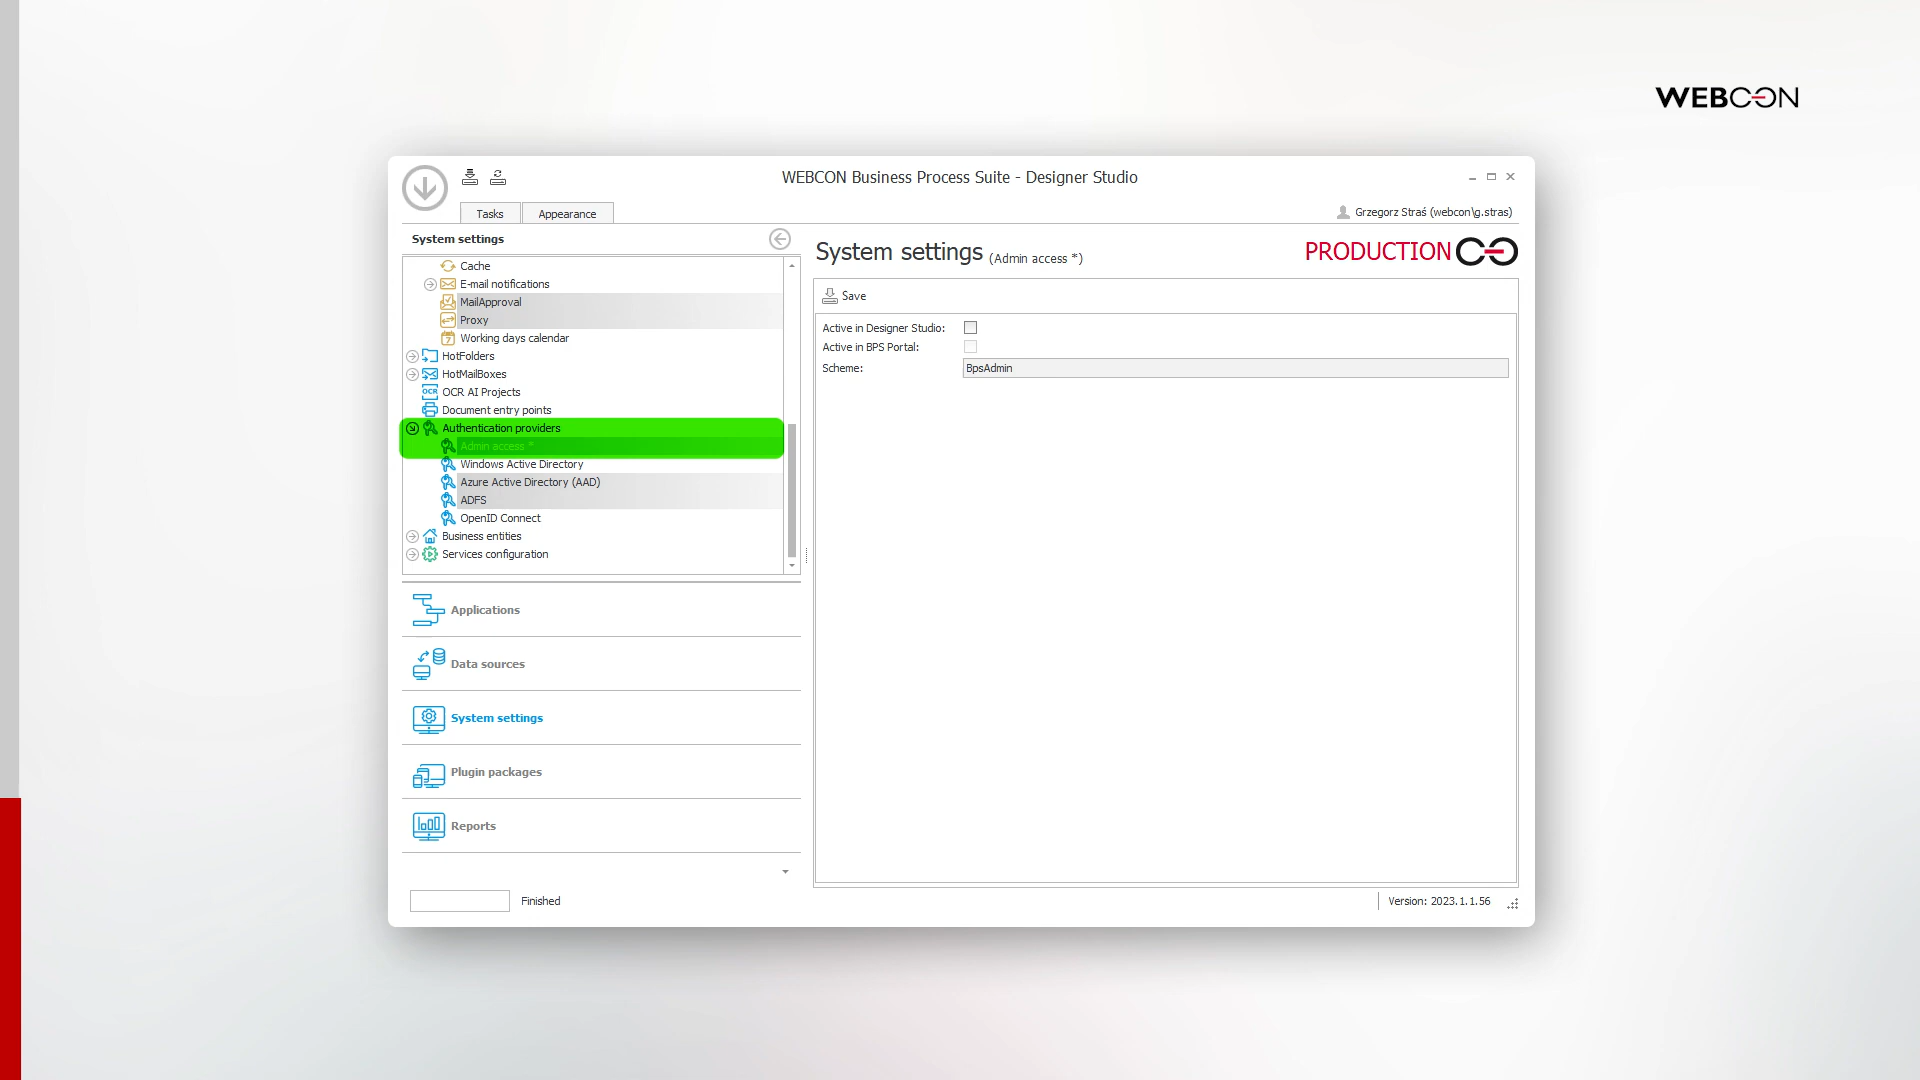 WEBCON
WEBCON Business Process Suite - Designer Studio
Tasks
Appearance
Grzegorz Straś (webcon\g.stras)
System settings
Cache
E-mail notifications
MailApproval
Proxy
7
Working days calendar
HotFolders
HotMailBoxes
OCR
OCR AI Projects
Document entry points
Authentication providers
Admin access *
Windows Active Directory
Azure Active Directory (AAD)
ADFS
OpenID Connect
Business entities
Services configuration
Applications
Data sources
System settings
Plugin packages
Reports
System settings (Admin access *)
PRODUCTION
Save
Active in Designer Studio:
Active in BPS Portal:
Scheme:
BpsAdmin
Finished
Version: 2023.1.1.56